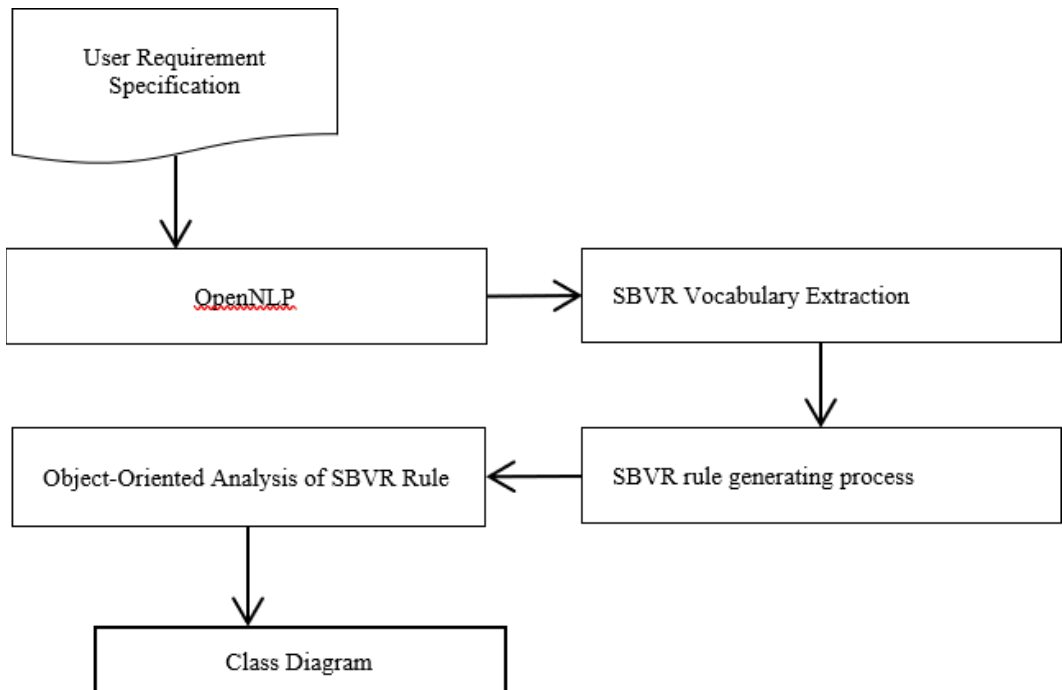 User Requirement
Specification
OpenNLP
SBVR Vocabulary Extraction
SBVR rule generating process
Object-Oriented Analysis of SBVR Rule
Class Diagram